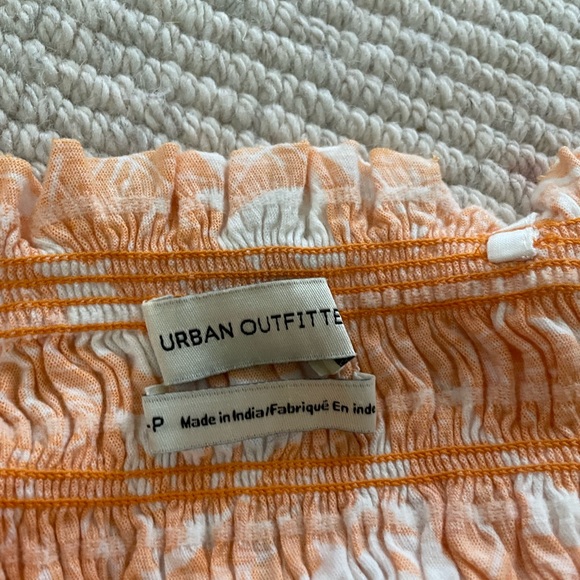 URBAN OUTFITTE
-P Made in India/Fabriqué En Inde